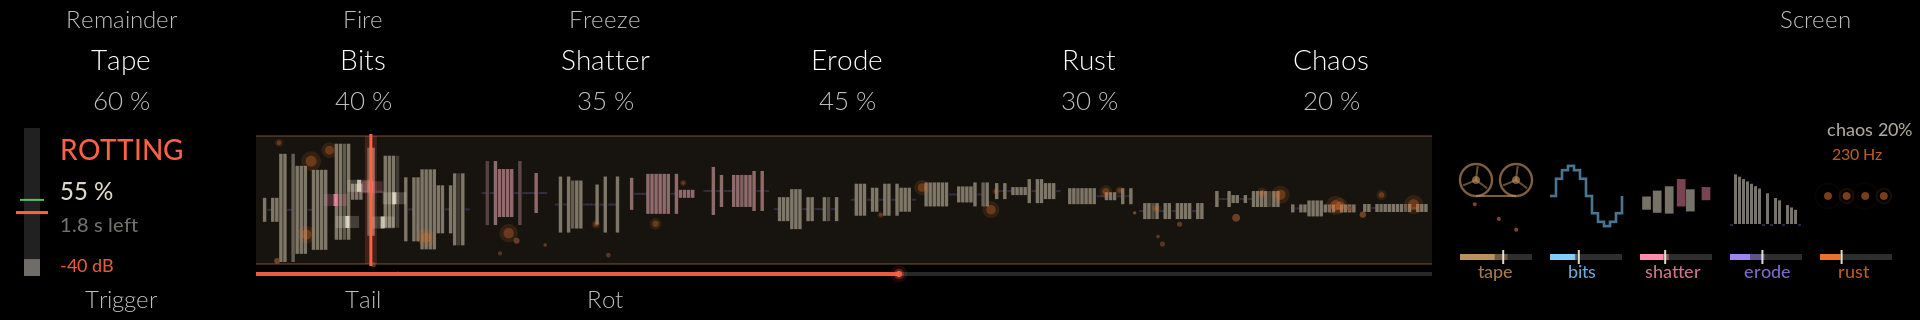 Remainder Fire Freeze Screen
Tape Bits Shatter Erode Rust Chaos
60 % 40 % 35 % 45 % 30 % 20 %
chaos 20%
ROTTING
230 Hz
55 %
1.8 s left
-40 dB
tape bits shatter erode rust
Trigger Tail Rot